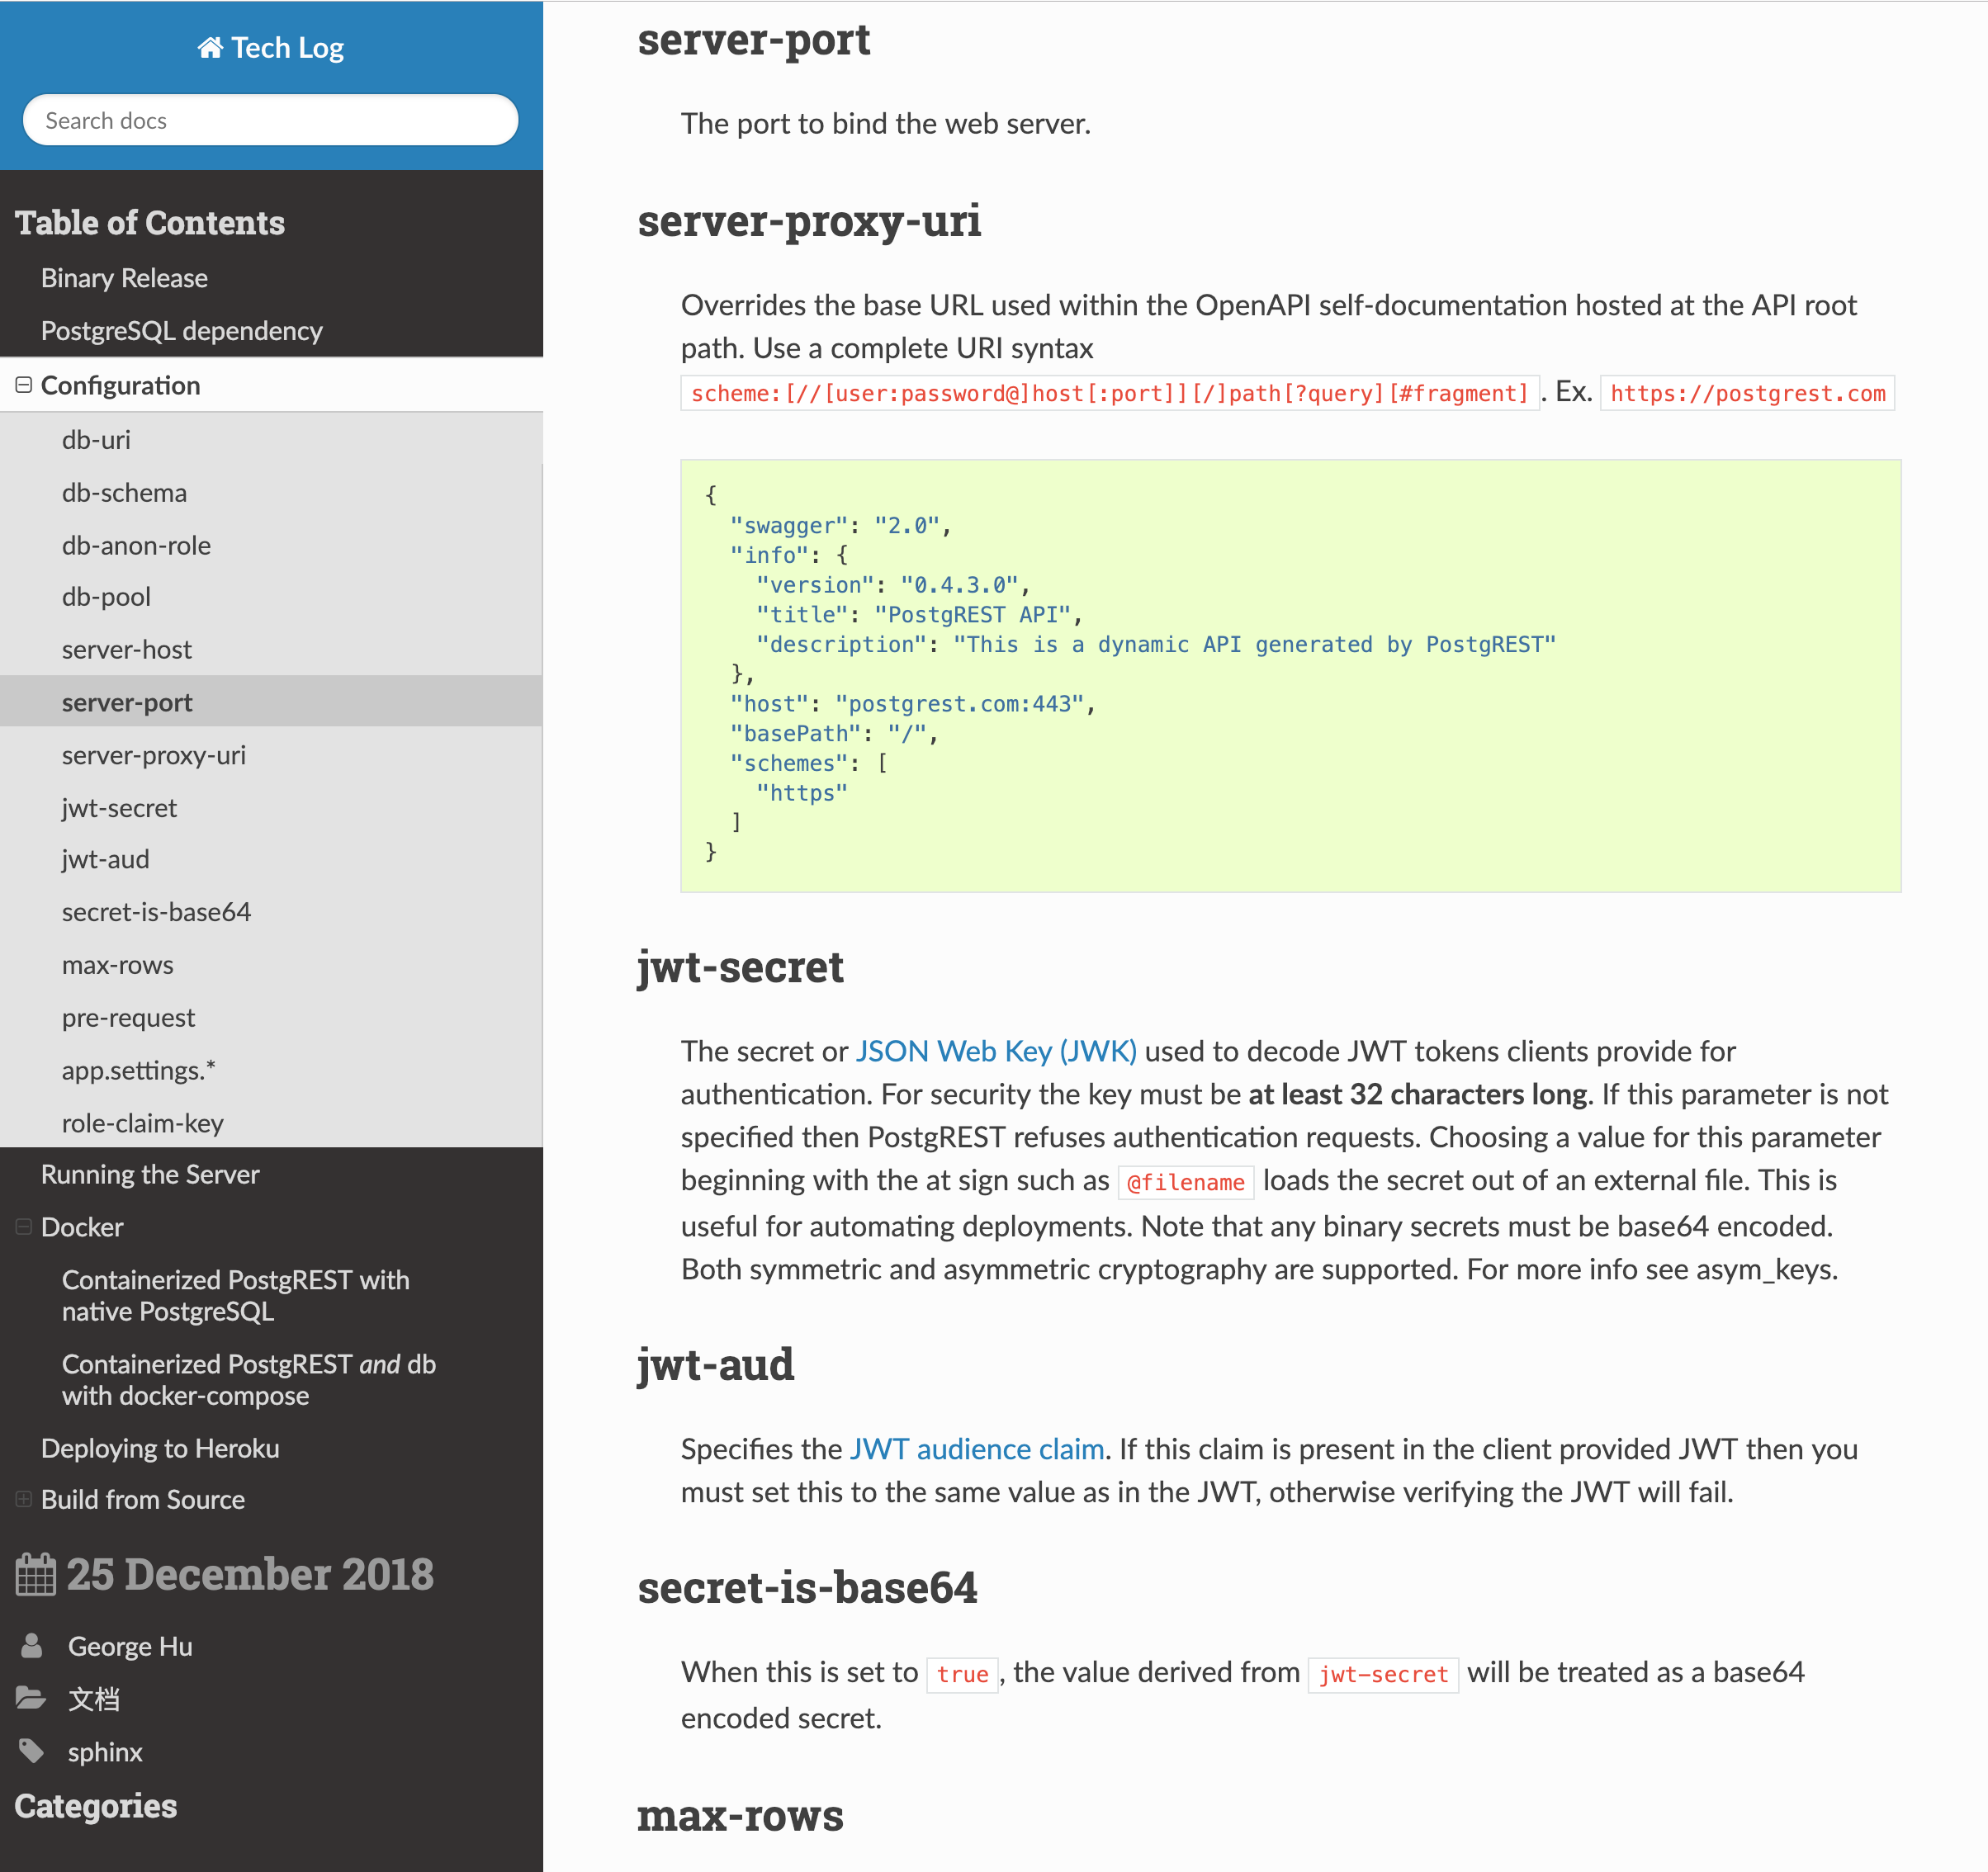 Tech Log
Search docs
Table of Contents
Binary Release
PostgreSQL dependency
Configuration
db-uri
db-schema
db-anon-role
db-pool
server-host
server-port
server-proxy-uri
jwt-secret
jwt-aud
secret-is-base64
max-rows
pre-request
app.settings.*
role-claim-key
Running the Server
Docker
Containerized PostgREST with
native PostgreSQL
Containerized PostgREST and db
with docker-compose
Deploying to Heroku
Build from Source
25 December 2018
George Hu
文档
sphinx
Categories
server-port
The port to bind the web server.
server-proxy-uri
Overrides the base URL used within the OpenAPI self-documentation hosted at the API root
path. Use a complete URI syntax
scheme:[//[user:password@]host[:port]][/]path[?query][#fragment] . Ex. https://postgrest.com
{
"swagger": "2.0",
"info": {
"version": "0.4.3.0",
"title": "PostgREST API",
"description": "This is a dynamic API generated by PostgREST"
},
"host": "postgrest.com:443",
"basePath": "/",
"schemes": [
"https"
]
}
jwt-secret
The secret or JSON Web Key (JWK) used to decode JWT tokens clients provide for
authentication. For security the key must be at least 32 characters long. If this parameter is not
specified then PostgREST refuses authentication requests. Choosing a value for this parameter
beginning with the at sign such as @filename loads the secret out of an external file. This is
useful for automating deployments. Note that any binary secrets must be base64 encoded.
Both symmetric and asymmetric cryptography are supported. For more info see asym_keys.
jwt-aud
Specifies the JWT audience claim. If this claim is present in the client provided JWT then you
must set this to the same value as in the JWT, otherwise verifying the JWT will fail.
secret-is-base64
When this is set to true , the value derived from jwt-secret will be treated as a base64
encoded secret.
max-rows